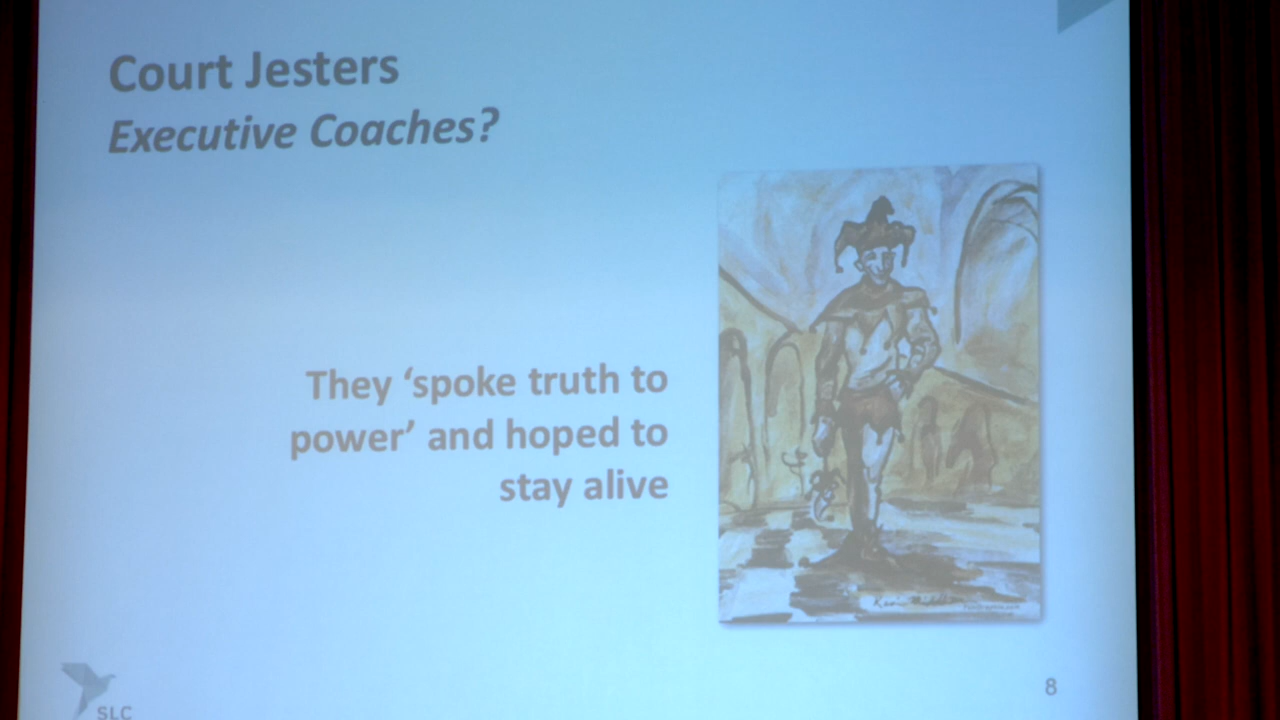 Court Jesters
Executive Coaches?
They ‘spoke truth to
power’ and hoped to
stay alive
8
SLC